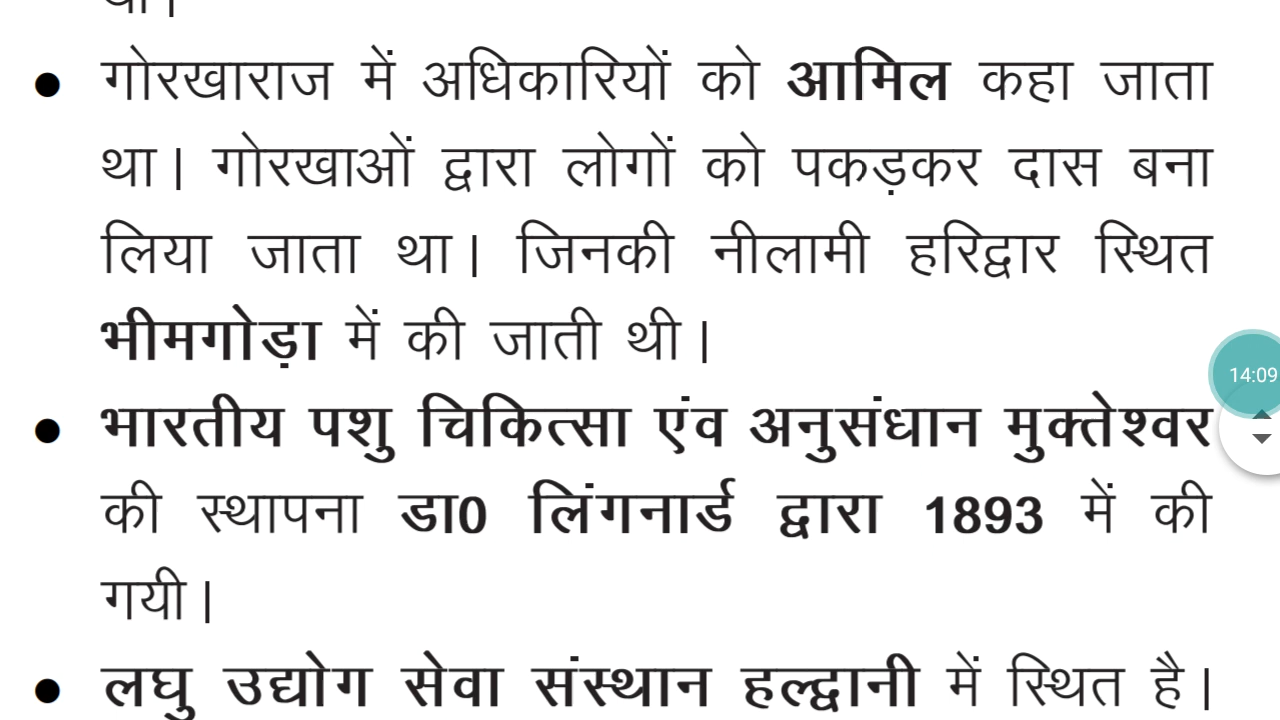 था।
● गोरखाराज में अधिकारियों को आमिल कहा जाता
था। गोरखाओं द्वारा लोगों को पकड़कर दास बना
लिया जाता था। जिनकी नीलामी हरिद्वार स्थित
भीमगोड़ा में की जाती थी।
● भारतीय पशु चिकित्सा एंव अनुसंधान मुक्तेश्वर
की स्थापना डा0 लिंगनार्ड द्वारा 1893 में की
गयी।
● लघु उद्योग सेवा संस्थान हल्द्वानी में स्थित है।
14:09